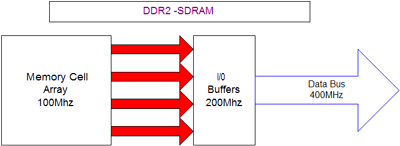 DDR2 -SDRAM
Memory Cell
Array
100Mhz
I/0
Buffers
200Mhz
Data Bus
400MHz